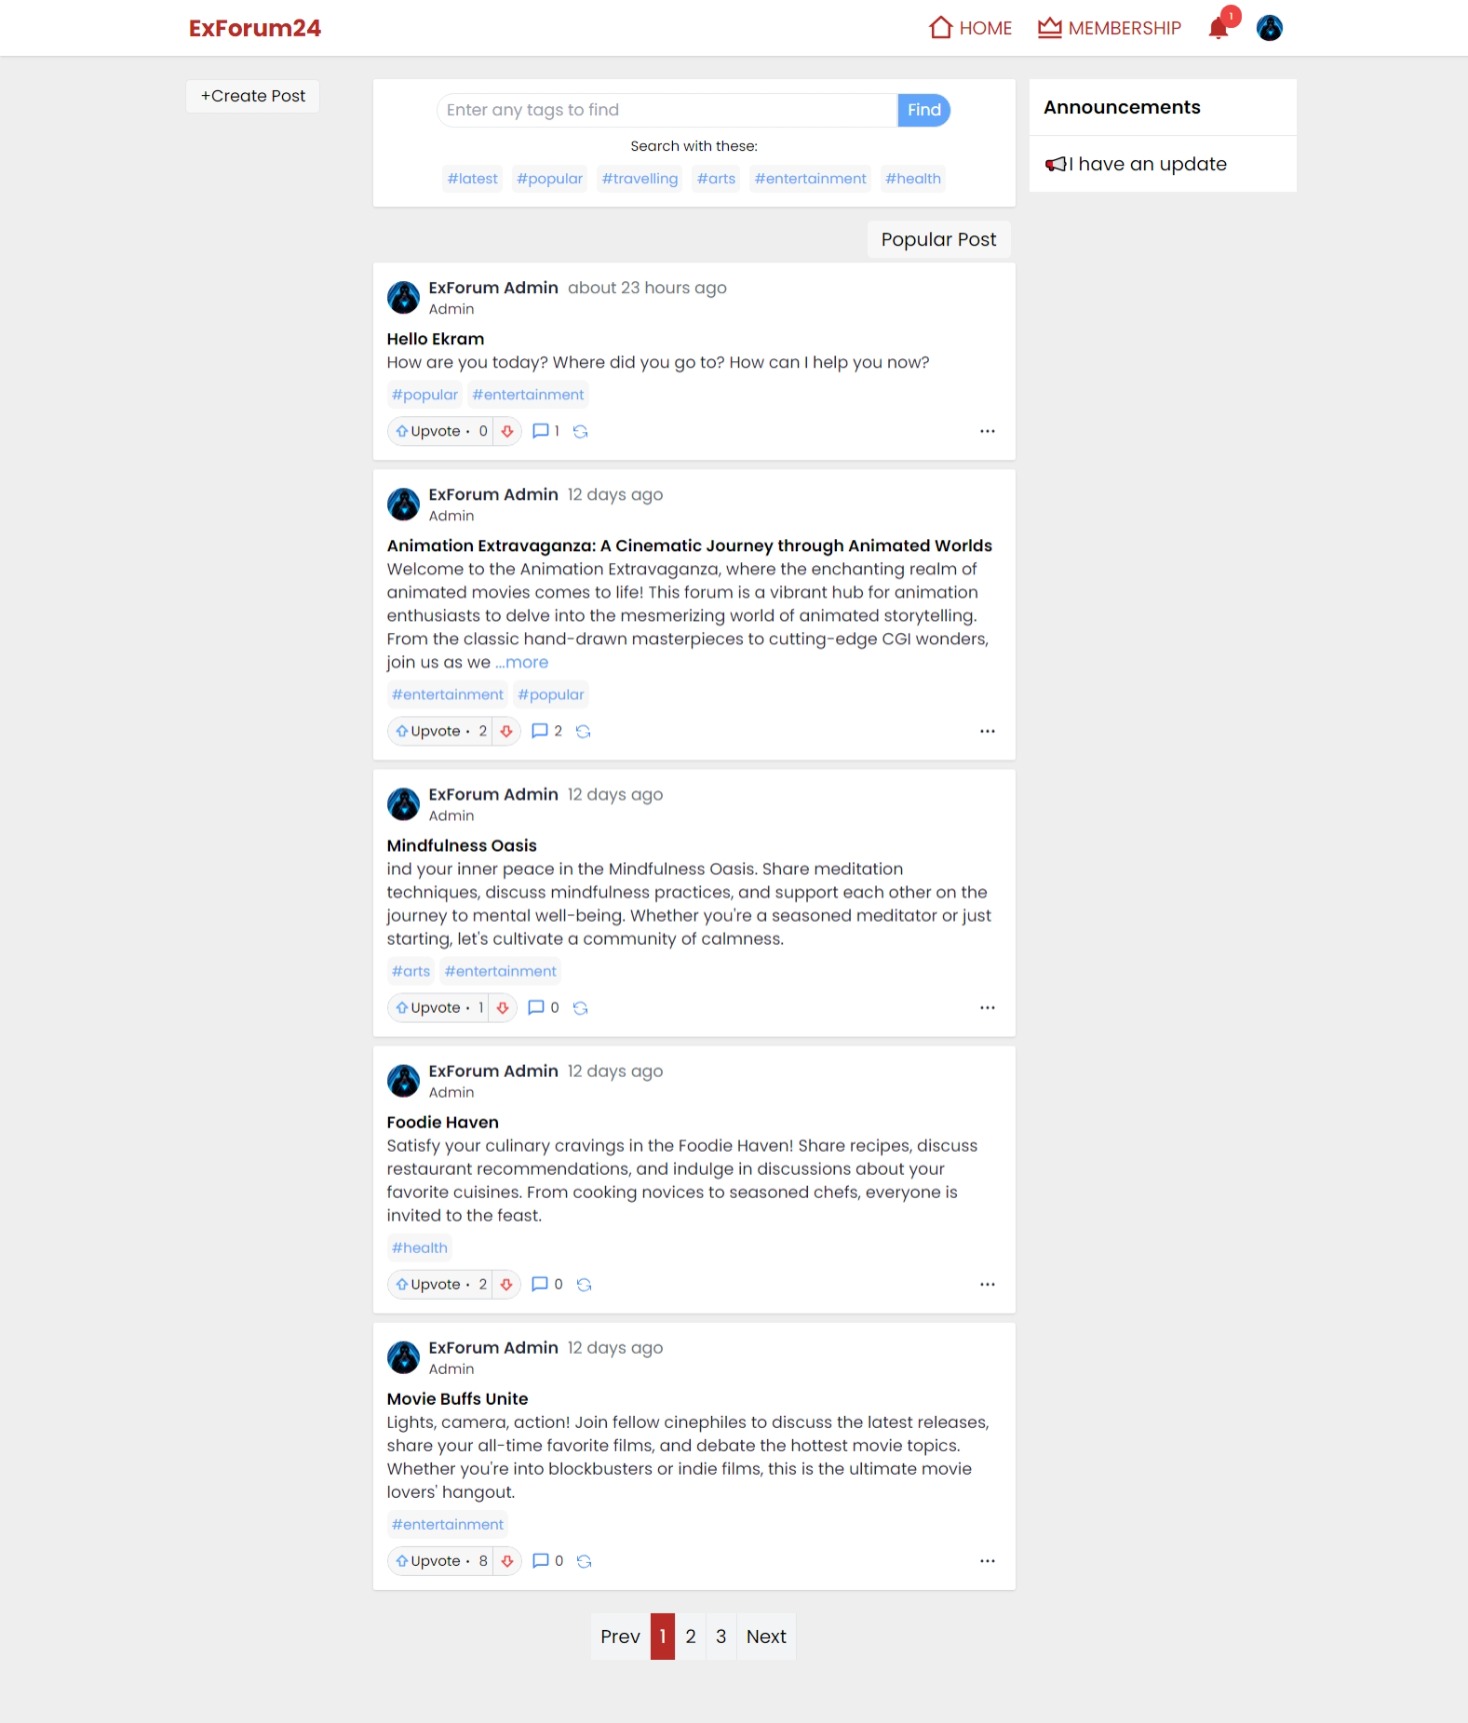 ExForum24
HOME
MEMBERSHIP
1
+Create Post
Enter any tags to find
Find
Search with these:
#latest #popular #travelling #arts #entertainment #health
Announcements
I have an update
Popular Post
ExForum Admin about 23 hours ago
Admin
Hello Ekram
How are you today? Where did you go to? How can I help you now?
#popular #entertainment
Upvote · 0 1
...
ExForum Admin 12 days ago
Admin
Animation Extravaganza: A Cinematic Journey through Animated Worlds
Welcome to the Animation Extravaganza, where the enchanting realm of
animated movies comes to life! This forum is a vibrant hub for animation
enthusiasts to delve into the mesmerizing world of animated storytelling.
From the classic hand-drawn masterpieces to cutting-edge CGI wonders,
join us as we ...more
#entertainment #popular
Upvote · 2 2
...
ExForum Admin 12 days ago
Admin
Mindfulness Oasis
ind your inner peace in the Mindfulness Oasis. Share meditation
techniques, discuss mindfulness practices, and support each other on the
journey to mental well-being. Whether you're a seasoned meditator or just
starting, let's cultivate a community of calmness.
#arts #entertainment
Upvote · 1 0
...
ExForum Admin 12 days ago
Admin
Foodie Haven
Satisfy your culinary cravings in the Foodie Haven! Share recipes, discuss
restaurant recommendations, and indulge in discussions about your
favorite cuisines. From cooking novices to seasoned chefs, everyone is
invited to the feast.
#health
Upvote · 2 0
...
ExForum Admin 12 days ago
Admin
Movie Buffs Unite
Lights, camera, action! Join fellow cinephiles to discuss the latest releases,
share your all-time favorite films, and debate the hottest movie topics.
Whether you're into blockbusters or indie films, this is the ultimate movie
lovers' hangout.
#entertainment
Upvote · 8 0
...
Prev 1 2 3 Next